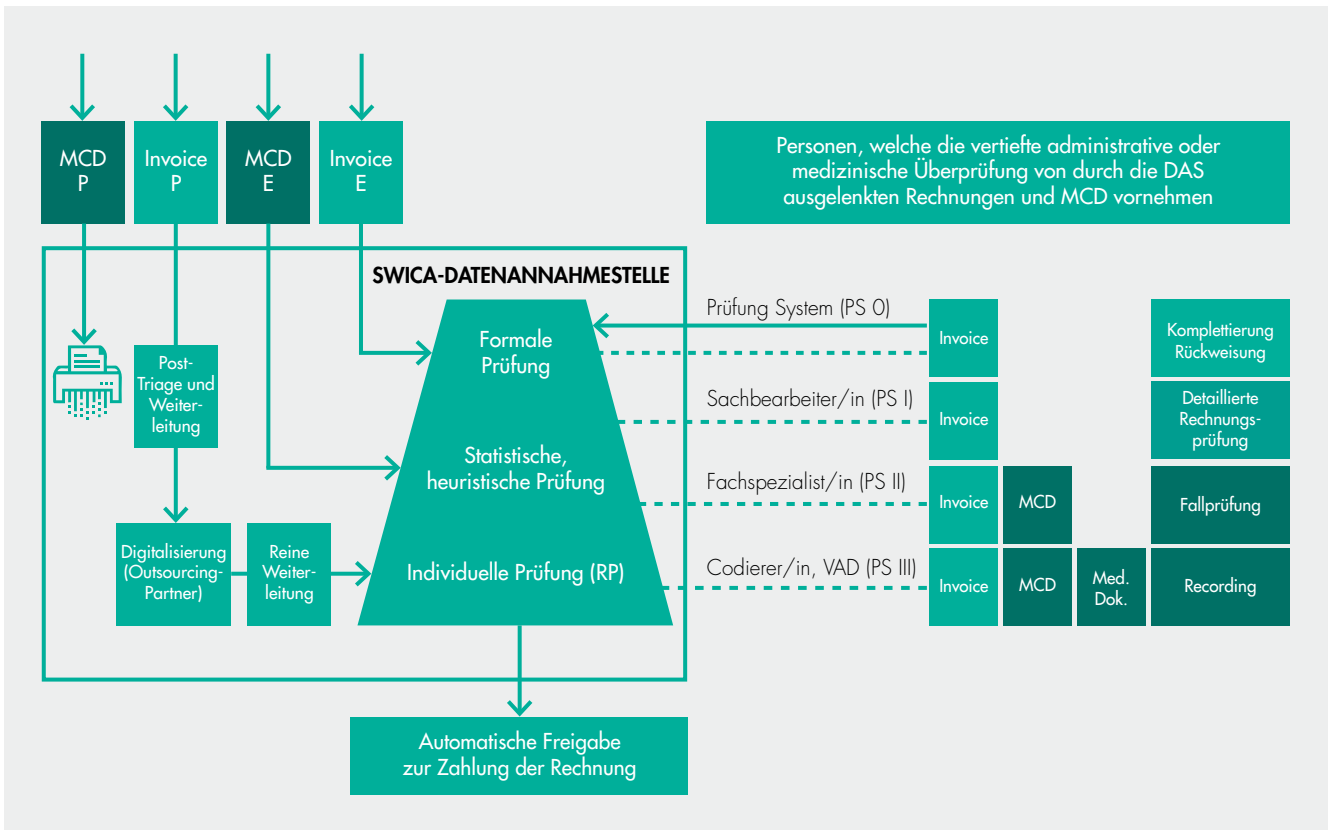 MCD
P
Invoice
P
MCD
E
Invoice
E
Personen, welche die vertiefte administrative oder
medizinische Überprüfung von durch die DAS
ausgelenkten Rechnungen und MCD vornehmen
SWICA-DATENANNAHMESTELLE
Formale
Prüfung
Statistische,
heuristische Prüfung
Individuelle Prüfung (RP)
Post-
Triage und
Weiter-
leitung
Digitalisierung
(Outsourcing-
Partner)
Reine
Weiter-
leitung
Prüfung System (PS 0)
Invoice
Komplettierung
Rückweisung
Sachbearbeiter/in (PS I)
Invoice
Detaillierte
Rechnungs-
prüfung
Fachspezialist/in (PS II)
Invoice
MCD
Fallprüfung
Codierer/in, VAD (PS III)
Invoice
MCD
Med.
Dok.
Recording
Automatische Freigabe
zur Zahlung der Rechnung